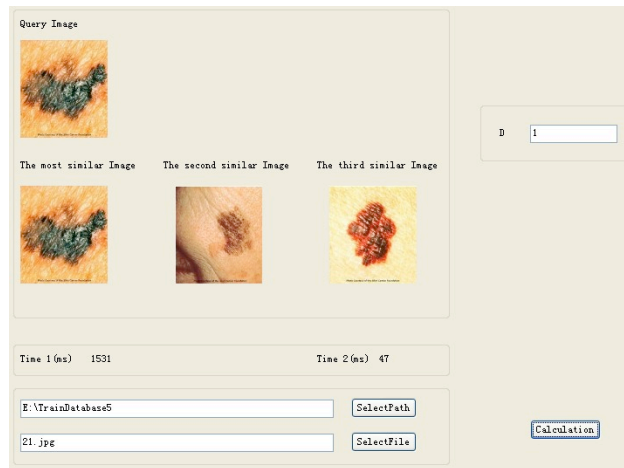 Query Image
D 1
The most similar Image The second similar Image The third similar Image
Time 1(ms) 1531 Time 2(ms) 47
E:\TrainDatabase5 SelectPath
Calculation
21.jpg SelectFile